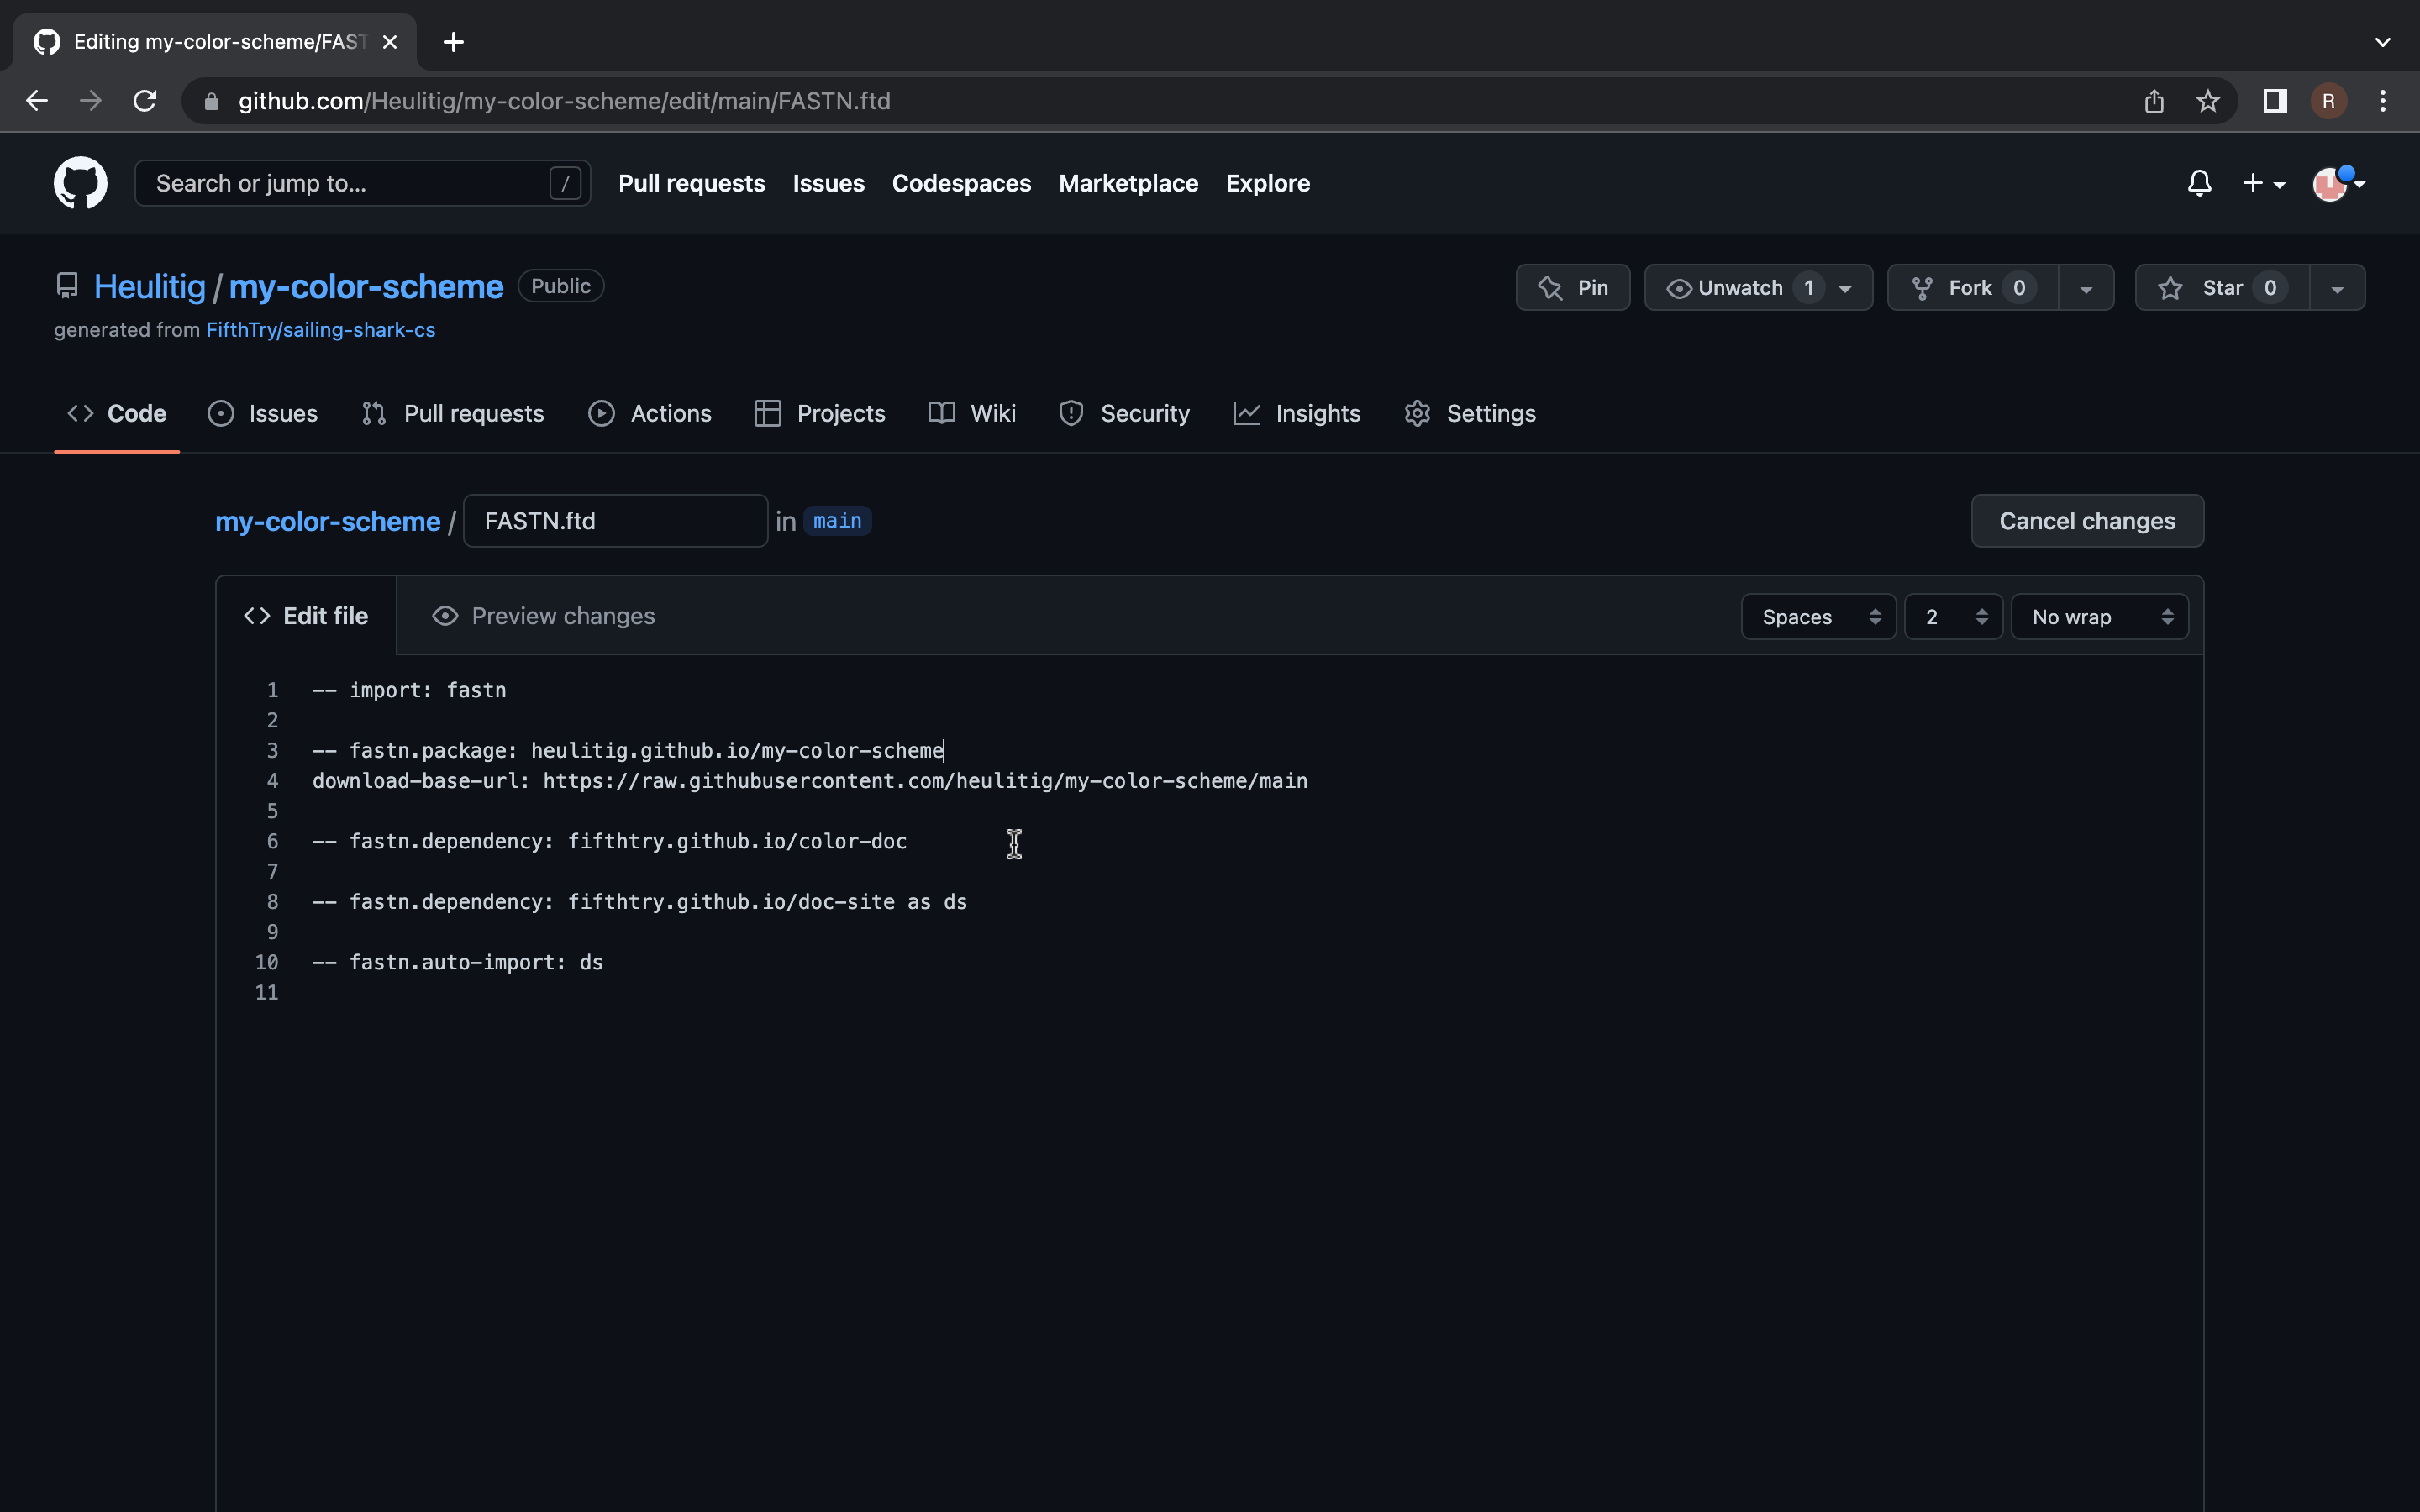 Editing my-color-scheme/FAST
github.com/Heulitig/my-color-scheme/edit/main/FASTN.ftd
R
Search or jump to... /
Pull requests Issues Codespaces Marketplace Explore
Heulitig / my-color-scheme Public
Pin Unwatch 1 Fork 0 Star 0
generated from FifthTry/sailing-shark-cs
Code Issues Pull requests Actions Projects Wiki Security Insights Settings
my-color-scheme / FASTN.ftd in main Cancel changes
Edit file Preview changes Spaces 2 No wrap
1 -- import: fastn
2
3 -- fastn.package: heulitig.github.io/my-color-scheme
4 download-base-url: https://raw.githubusercontent.com/heulitig/my-color-scheme/main
5
6 -- fastn.dependency: fifthtry.github.io/color-doc
7
8 -- fastn.dependency: fifthtry.github.io/doc-site as ds
9
10 -- fastn.auto-import: ds
11